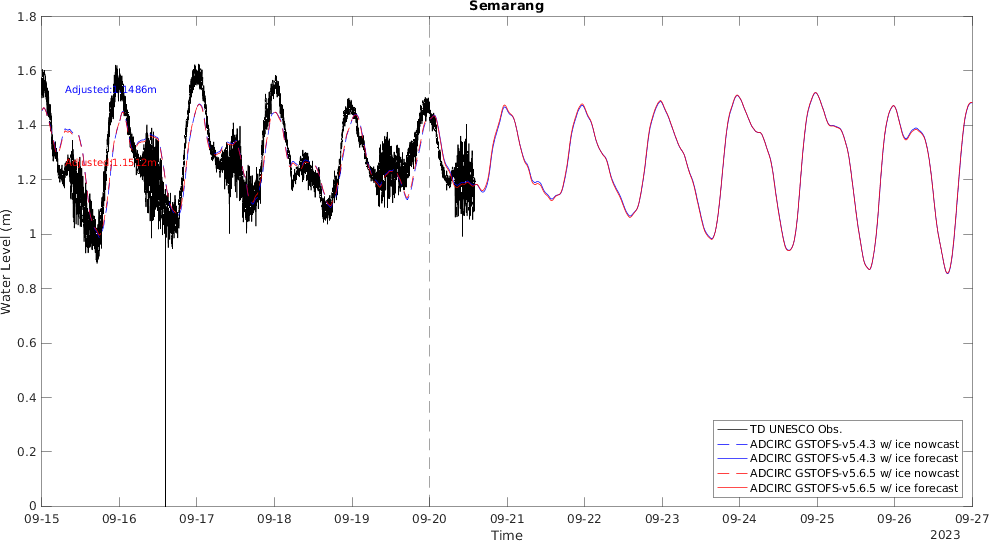 Semarang
1.8
1.6
1.4
1.2
1
0.8
0.6
0.4
0.2
0
Water Level (m)
Adjusted:1.1486m
09-15
09-16
09-17
09-18
09-19
09-20
09-21
09-22
09-23
09-24
09-25
09-26
09-27
Time
2023
TD UNESCO Obs.
ADCIRC GSTOFS-v5.4.3 w/ ice nowcast
ADCIRC GSTOFS-v5.4.3 w/ ice forecast
ADCIRC GSTOFS-v5.6.5 w/ ice nowcast
ADCIRC GSTOFS-v5.6.5 w/ ice forecast